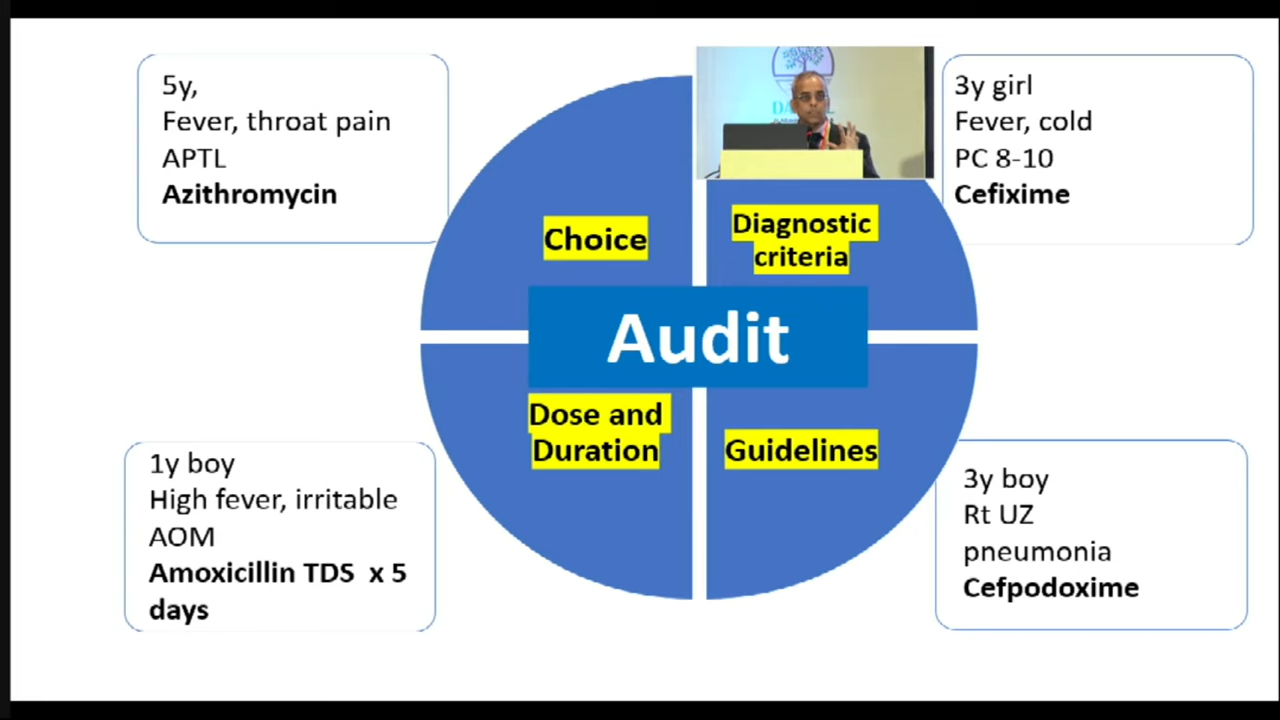 5y,
Fever, throat pain
APTL
Azithromycin
3y girl
Fever, cold
PC 8-10
Cefixime
Choice
Diagnostic
criteria
Audit
Dose and
Duration
Guidelines
1y boy
High fever, irritable
AOM
Amoxicillin TDS x 5
days
3y boy
Rt UZ
pneumonia
Cefpodoxime